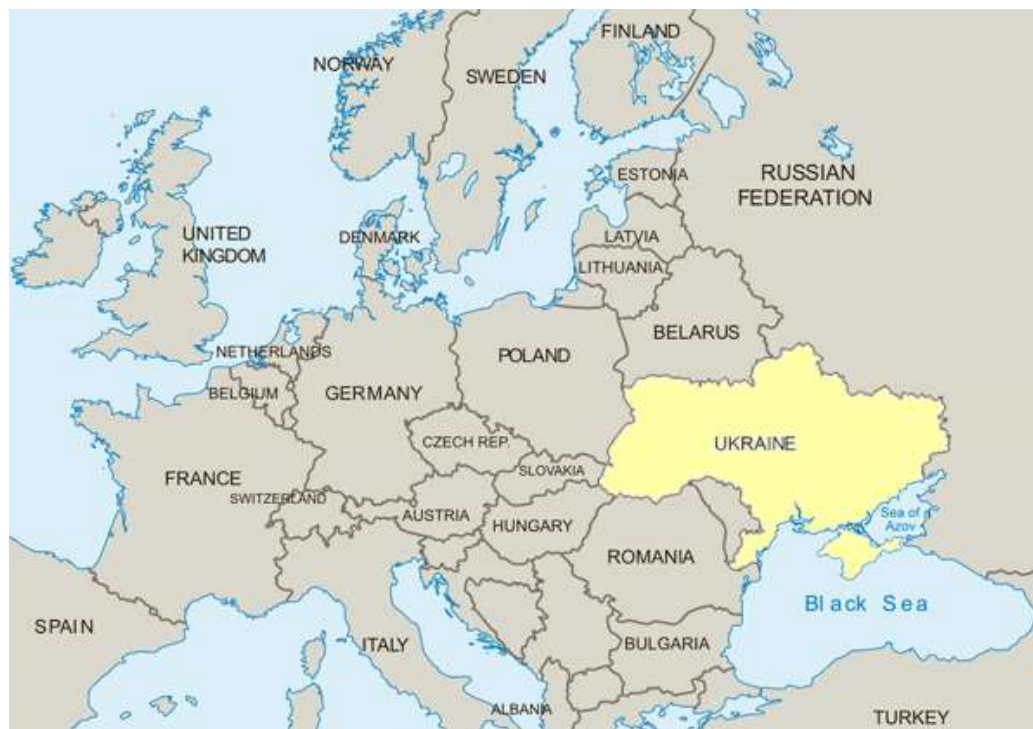 FINLAND
NORWAY
SWEDEN
ESTONIA
RUSSIAN
FEDERATION
UNITED
KINGDOM
DENMARK
LATVIA
LITHUANIA
BELARUS
NETHERLANDS
POLAND
BELGIUM
GERMANY
UKRAINE
CZECH REP.
SLOVAKIA
FRANCE
SWITZERLAND
AUSTRIA
HUNGARY
Sea of
Azov
ROMANIA
Black Sea
SPAIN
ITALY
BULGARIA
ALBANIA
TURKEY